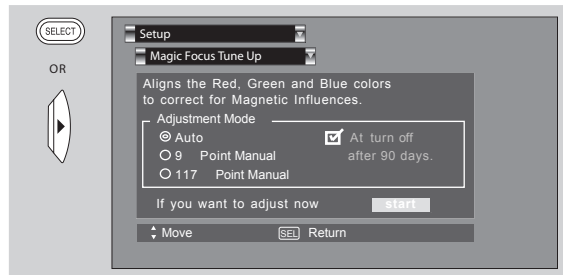 SELECT
OR
Setup
Magic Focus Tune Up
Aligns the Red, Green and Blue colors
to correct for Magnetic Influences.
Adjustment Mode
Auto
At turn off
9 Point Manual
after 90 days.
117 Point Manual
If you want to adjust now start
Move SEL Return